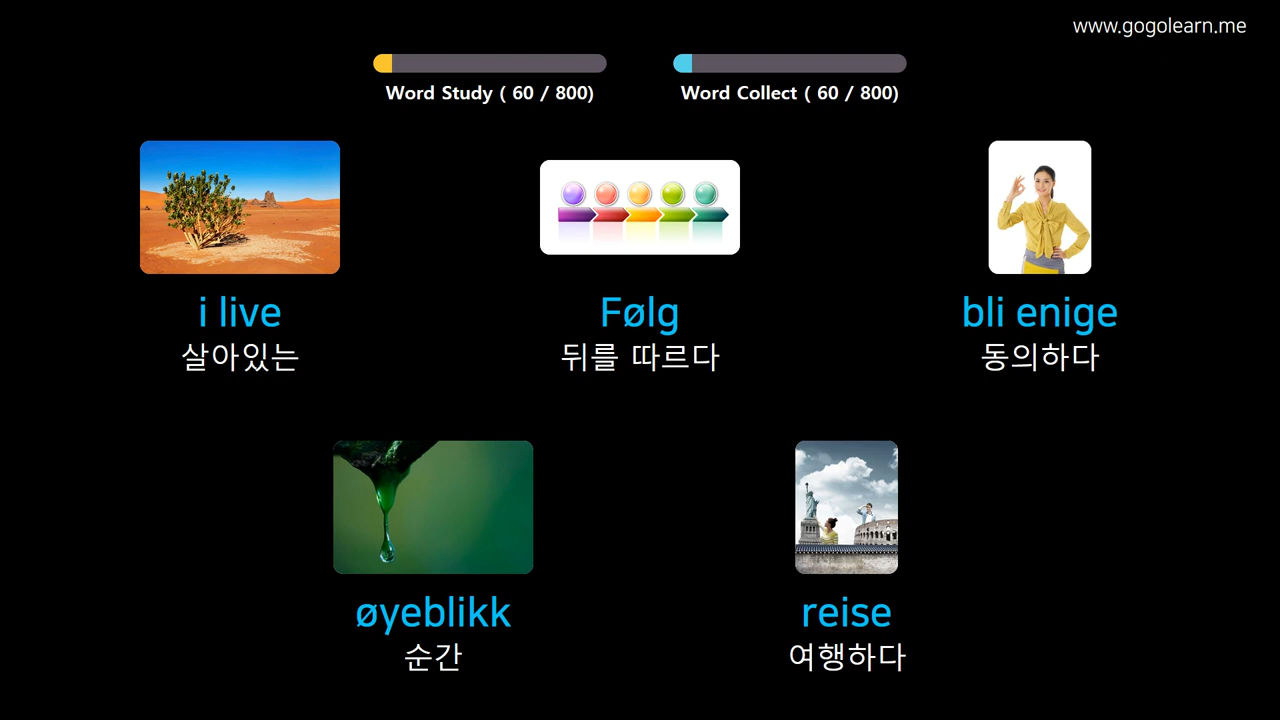 www.gogolearn.me
Word Study ( 60 / 800)
Word Collect ( 60 / 800)
i live
살아있는
Følg
뒤를 따르다
bli enige
동의하다
øyeblikk
순간
reise
여행하다